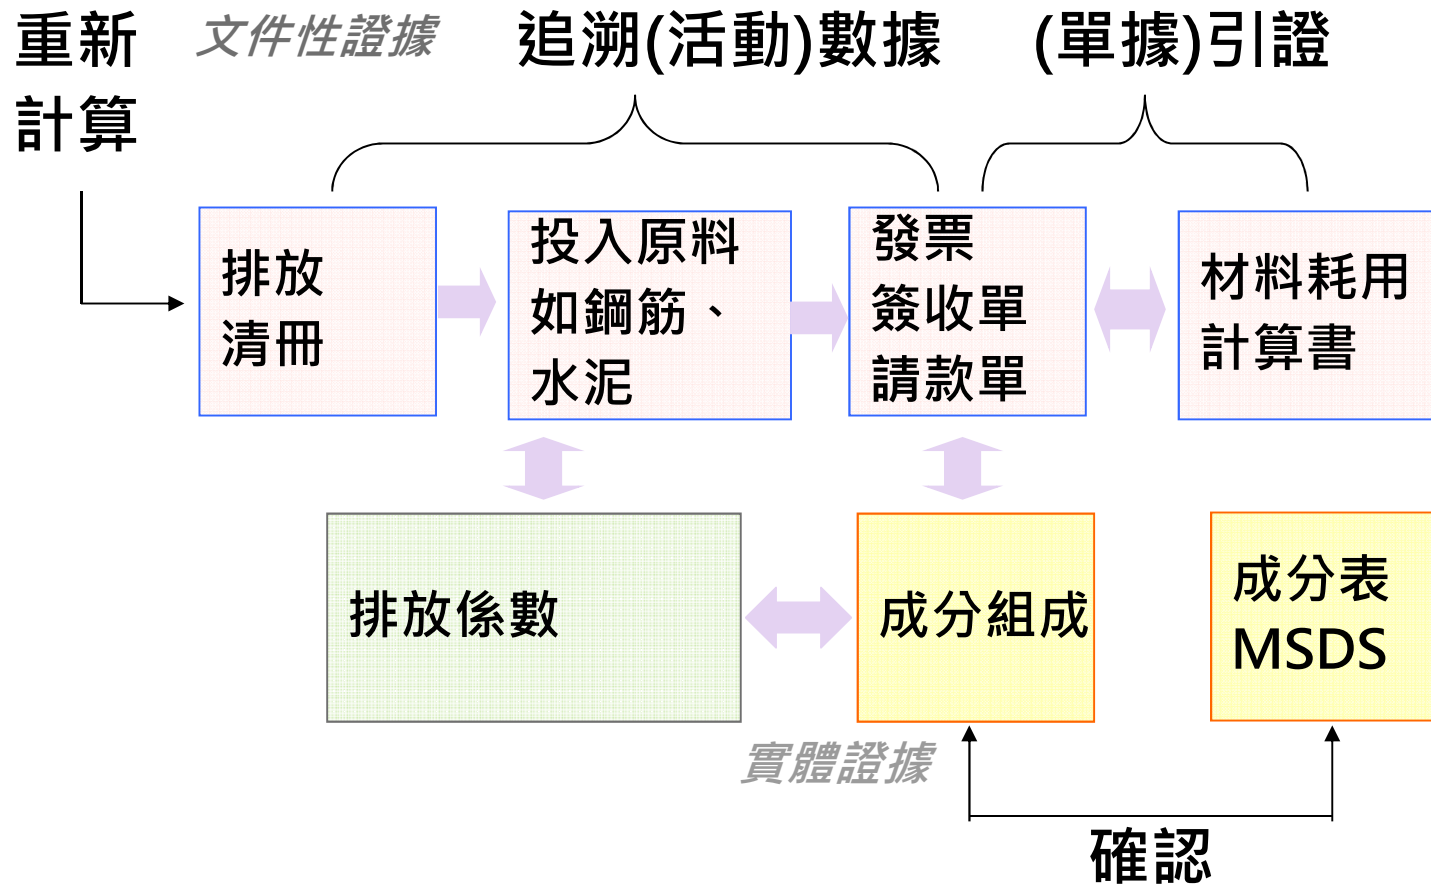 重新
計算
文件性證據
追溯(活動)數據
(單據)引證
排放
清冊
投入原料
如鋼筋、
水泥
發票
簽收單
請款單
材料耗用
計算書
排放係數
成分組成
成分表
MSDS
實體證據
確認